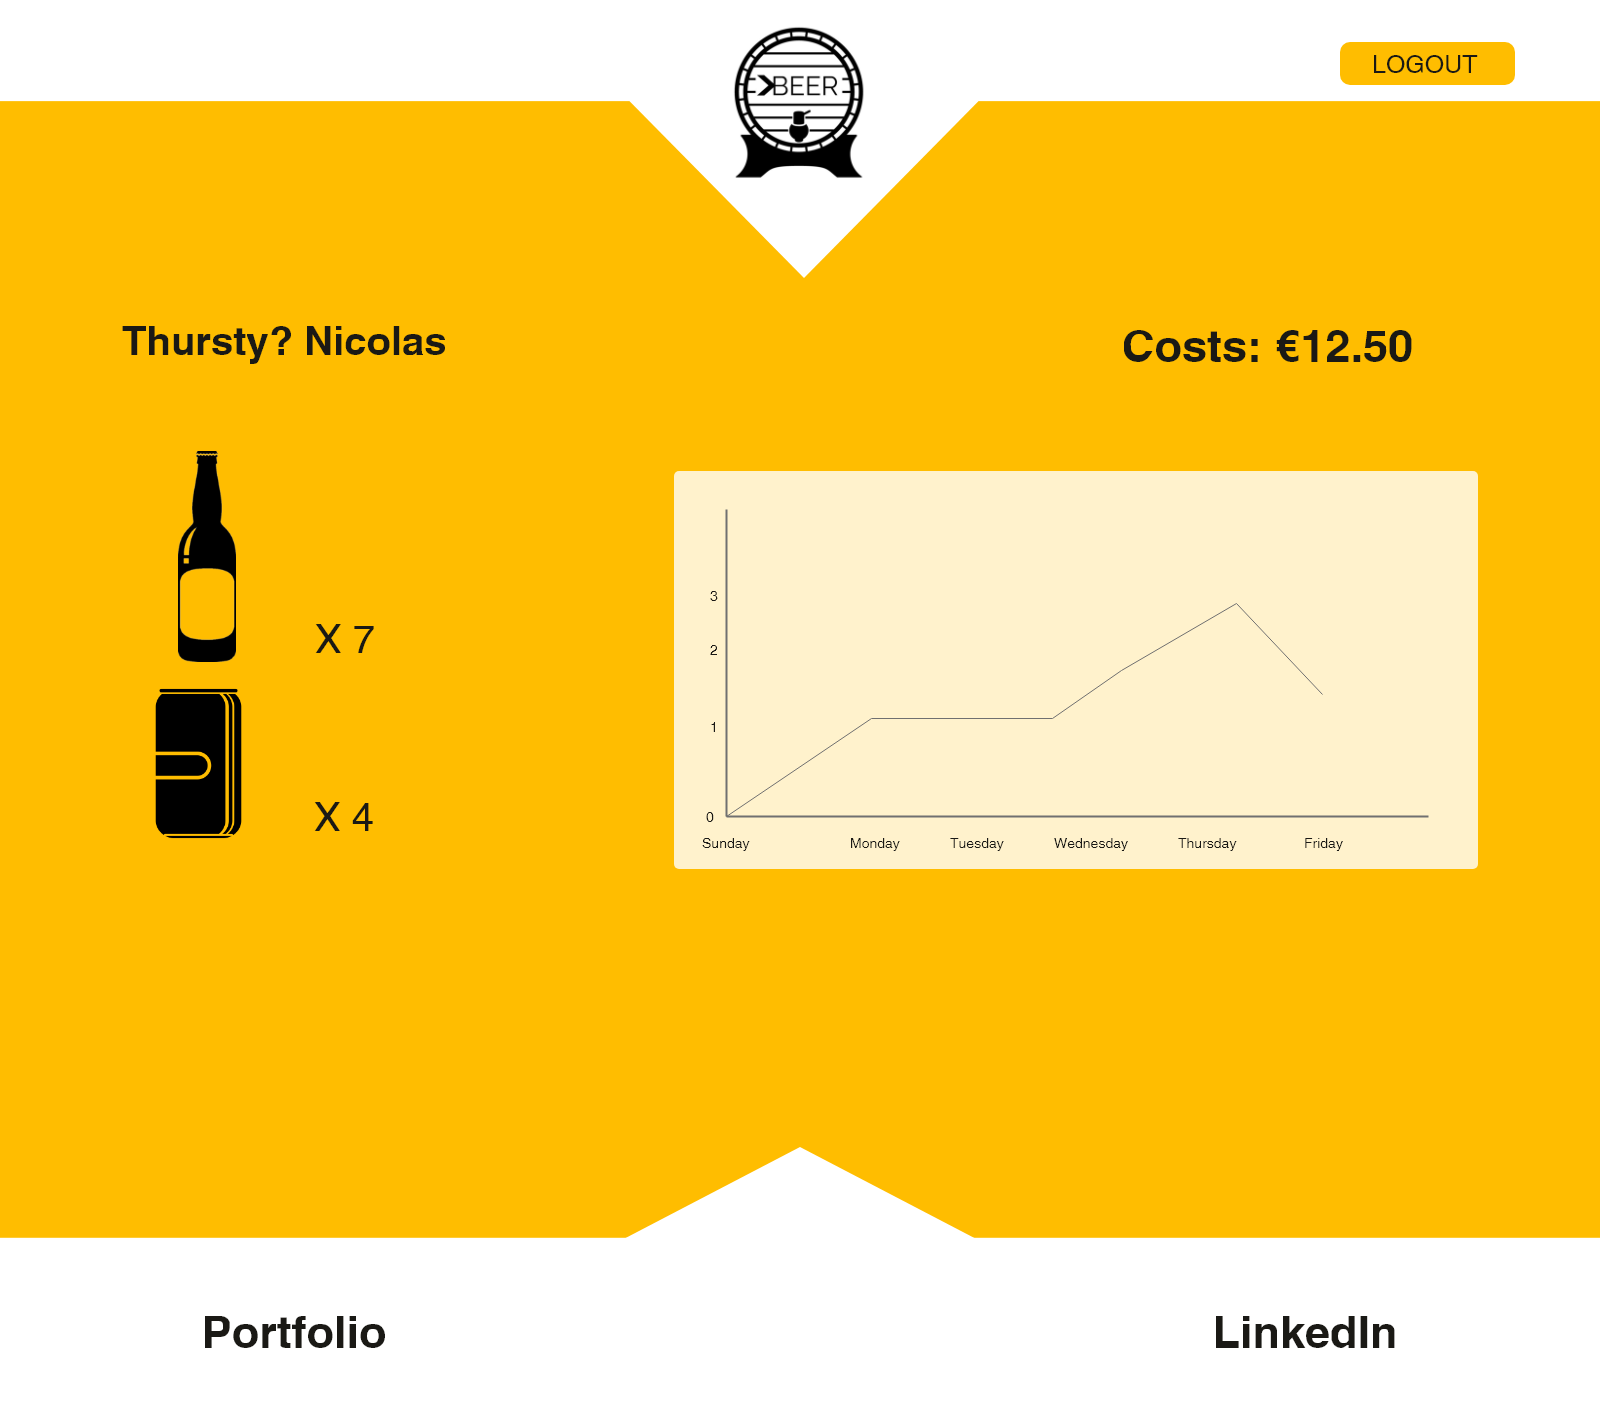 BEER
LOGOUT
Thursty? Nicolas
Costs: €12.50
X 7
X 4
3
2
1
0
Sunday Monday Tuesday Wednesday Thursday Friday
Portfolio
LinkedIn